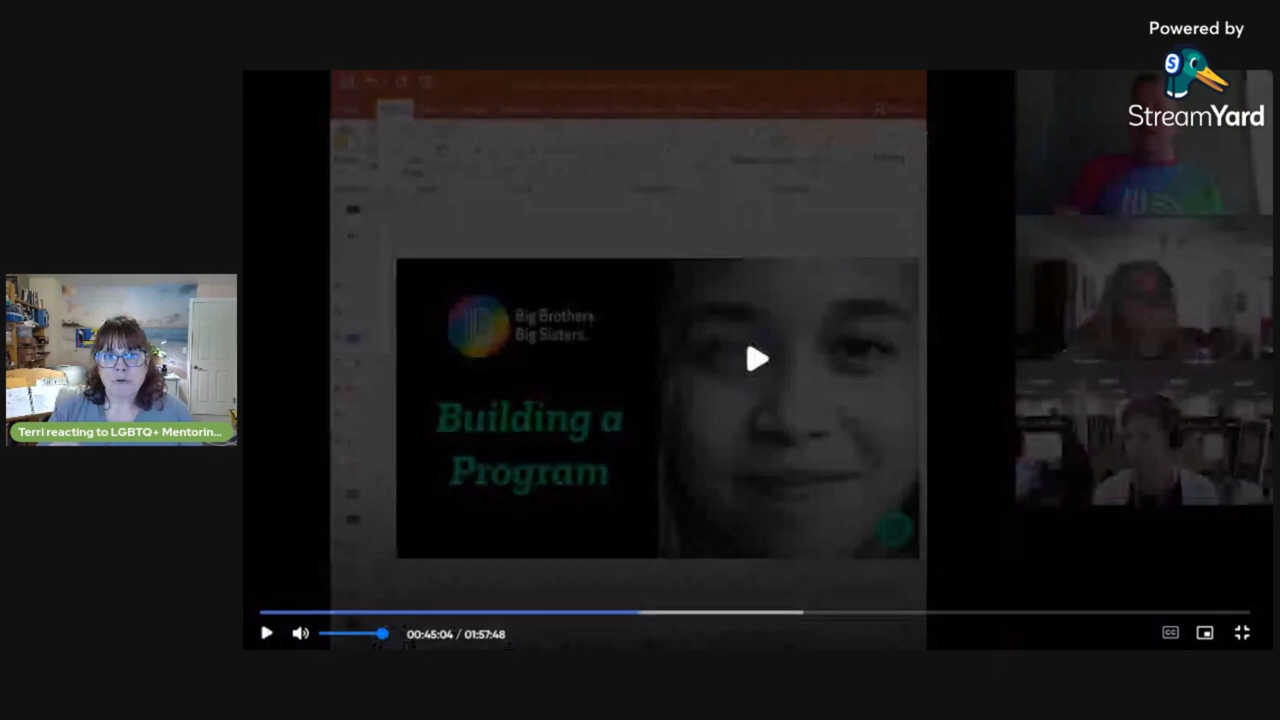 Powered by
StreamYard
Big Brothers
Big Sisters.
Building a
Program
Terri reacting to LGBTQ+ Mentorin...
00:45:04 / 01:57:48
CC